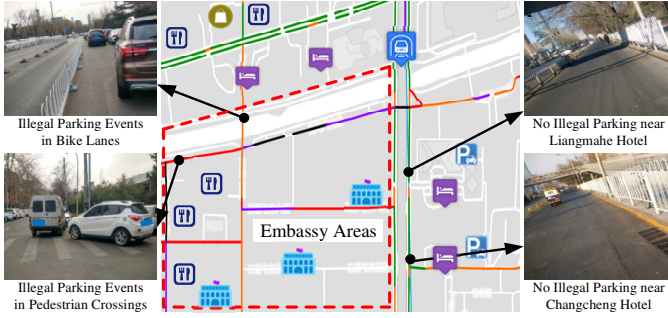 Illegal Parking Events
in Bike Lanes
Illegal Parking Events
in Pedestrian Crossings
Embassy Areas
P
P
No Illegal Parking near
Liangmahe Hotel
No Illegal Parking near
Changcheng Hotel